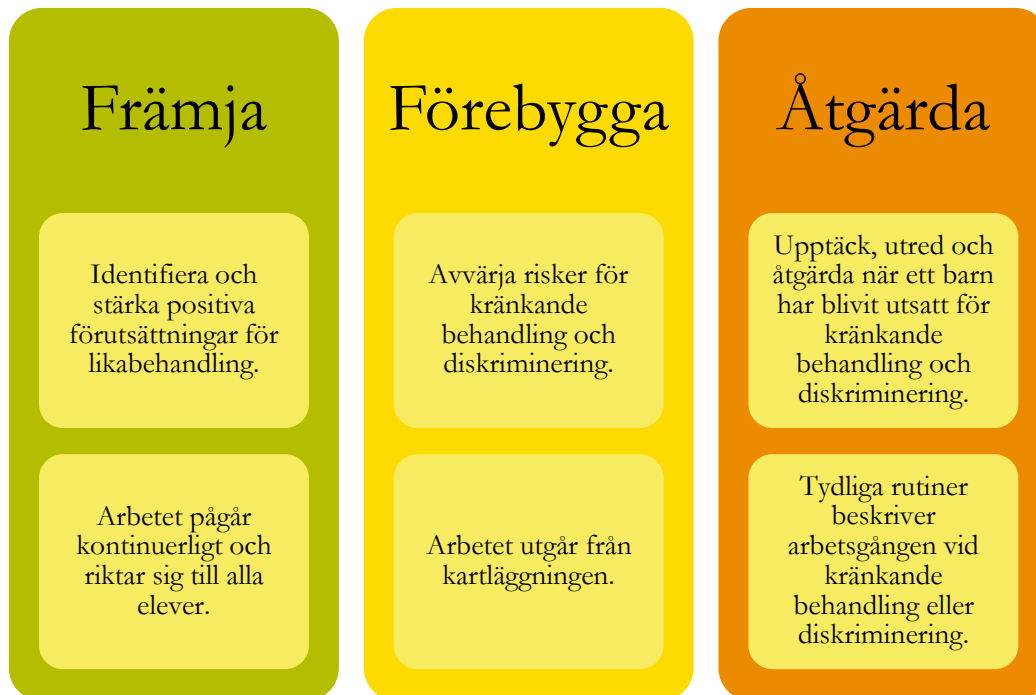 Främja
Identifiera och
stärka positiva
förutsättningar för
likabehandling.
Arbetet pågår
kontinuerligt och
riktar sig till alla
elever.
Förebygga
Avvärja risker för
kränkande
behandling och
diskriminering.
Arbetet utgår från
kartläggningen.
Åtgärda
Upptäck, utred och
åtgärda när ett barn
har blivit utsatt för
kränkande
behandling och
diskriminering.
Tydliga rutiner
beskriver
arbetsgången vid
kränkande
behandling eller
diskriminering.